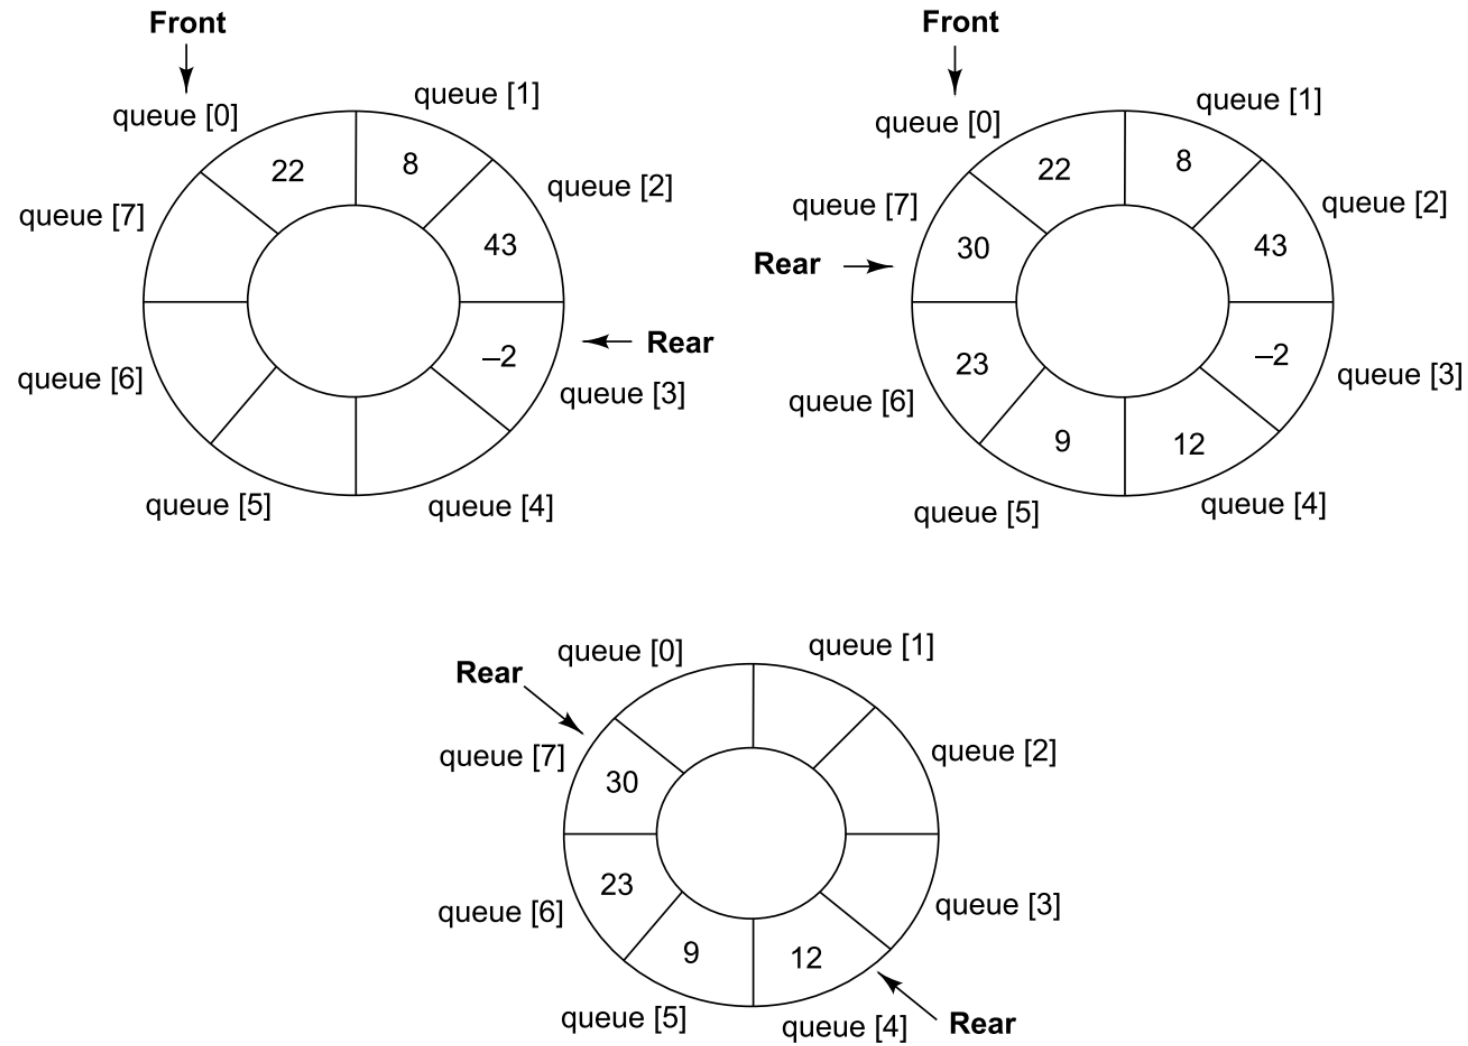 Front
queue [0]
queue [1]
22
8
queue [2]
queue [7]
43
Rear
–2
queue [6]
queue [3]
queue [5]
queue [4]
Front
queue [0]
queue [1]
22
8
queue [7]
queue [2]
30
43
Rear
23
–2
queue [6]
queue [3]
9
12
queue [5]
queue [4]
Rear
queue [0]
queue [1]
queue [7]
queue [2]
30
23
queue [6]
queue [3]
9
12
queue [5]
queue [4]
Rear